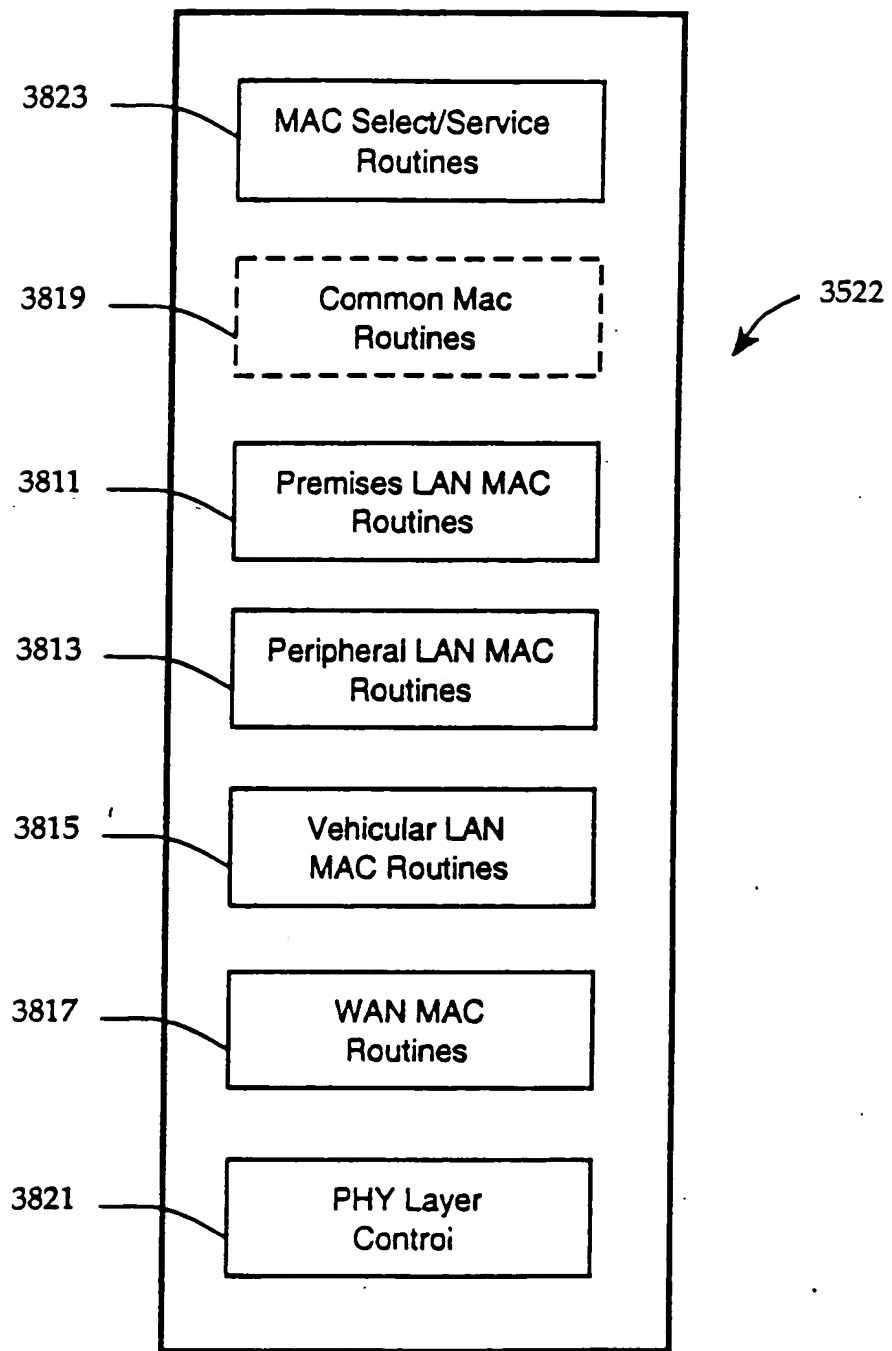 3823
MAC Select/Service
Routines
3819
Common Mac
Routines
3522
3811
Premises LAN MAC
Routines
3813
Peripheral LAN MAC
Routines
3815
Vehicular LAN
MAC Routines
3817
WAN MAC
Routines
3821
PHY Layer
Control